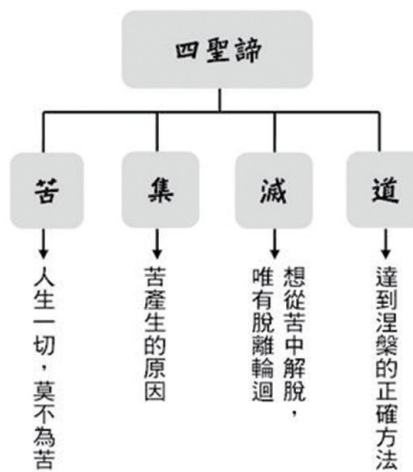 四聖諦
苦
集
滅
道
人生一切，莫不為苦
苦產生的原因
想從苦中解脫，
唯有脫離輪迴
達到涅槃的正確方法